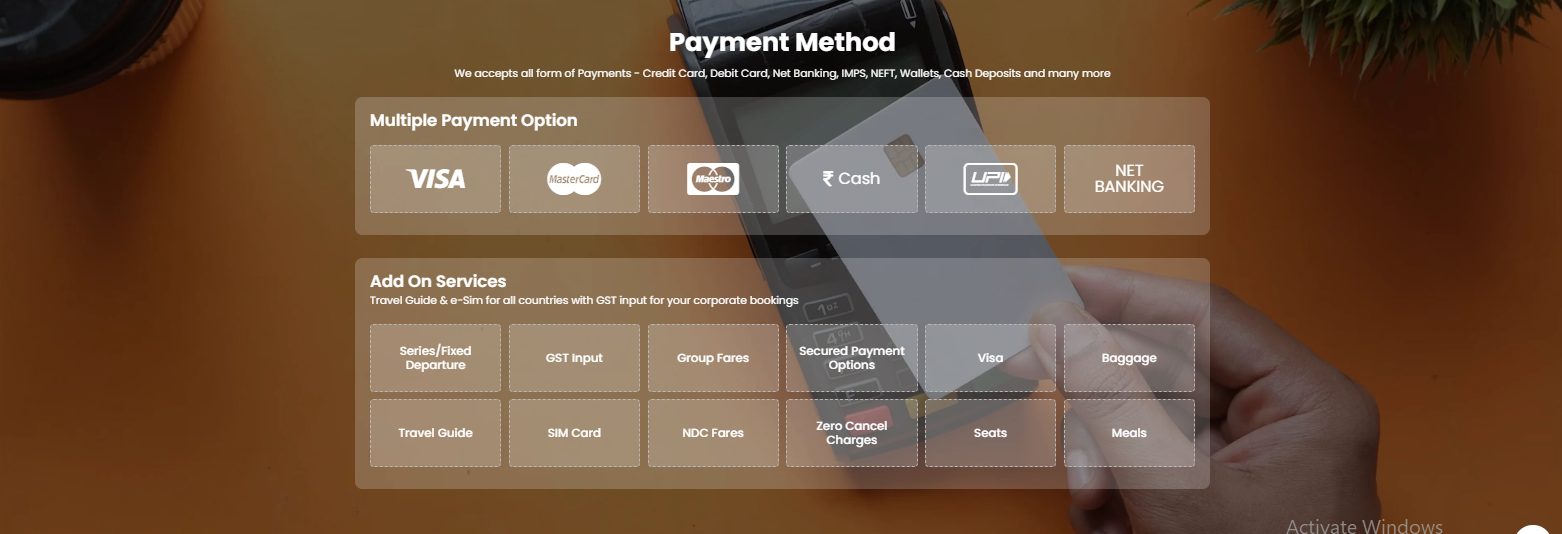 Payment Method
We accepts all form of Payments - Credit Card, Debit Card, Net Banking, IMPS, NEFT, Wallets, Cash Deposits and many more
Multiple Payment Option
VISA
MasterCard
Maestro
₹ Cash
UPI
NET
BANKING
Add On Services
Travel Guide & e-Sim for all countries with GST input for your corporate bookings
Series/Fixed
Departure
GST Input
Group Fares
Secured Payment
Options
Visa
Baggage
Travel Guide
SIM Card
NDC Fares
Zero Cancel
Charges
Seats
Meals
Activate Windows